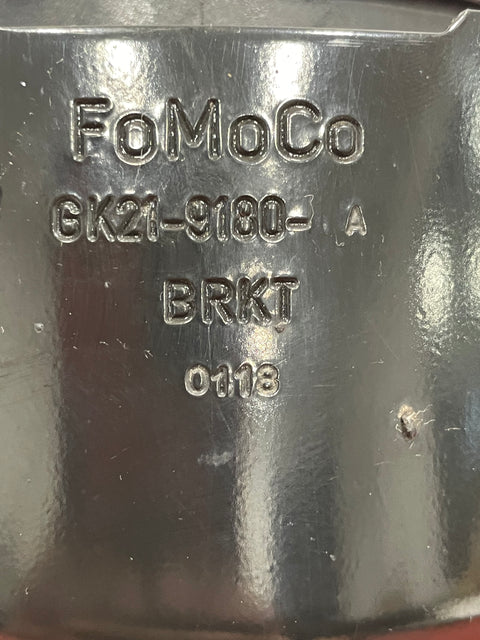 FoMoCo
GK21-9180- A
BRKT
0118